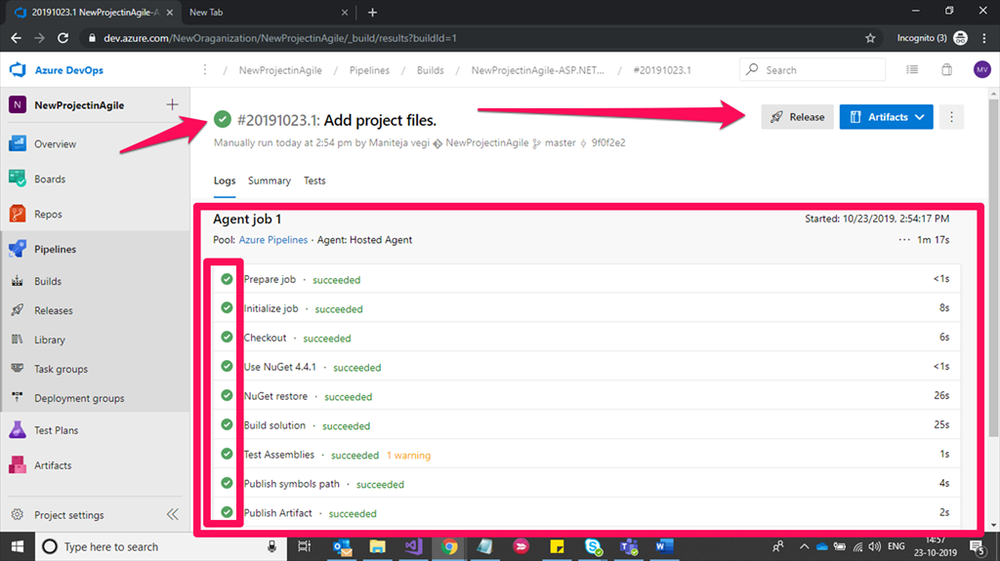 20191023.1 NewProjectinAgile-A
New Tab
dev.azure.com/NewOraganization/NewProjectinAgile/_build/results?buildId=1
Incognito (3)
Azure DevOps
/ NewProjectinAgile / Pipelines / Builds / NewProjectinAgile-ASP.NET... / #20191023.1
Search
MV
N NewProjectinAgile
Overview
Boards
Repos
Pipelines
Builds
Releases
Library
Task groups
Deployment groups
Test Plans
Artifacts
Project settings
#20191023.1: Add project files.
Release
Artifacts
Manually run today at 2:54 pm by Maniteja vegi NewProjectinAgile master 9f0f2e2
Logs Summary Tests
Agent job 1
Started: 10/23/2019, 2:54:17 PM
Pool: Azure Pipelines · Agent: Hosted Agent
··· 1m 17s
Prepare job · succeeded <1s
Initialize job · succeeded 8s
Checkout · succeeded 6s
Use NuGet 4.4.1 · succeeded <1s
NuGet restore · succeeded 26s
Build solution · succeeded 25s
Test Assemblies · succeeded 1 warning 1s
Publish symbols path · succeeded 4s
Publish Artifact · succeeded 2s
Type here to search
ENG
14:57
23-10-2019
5